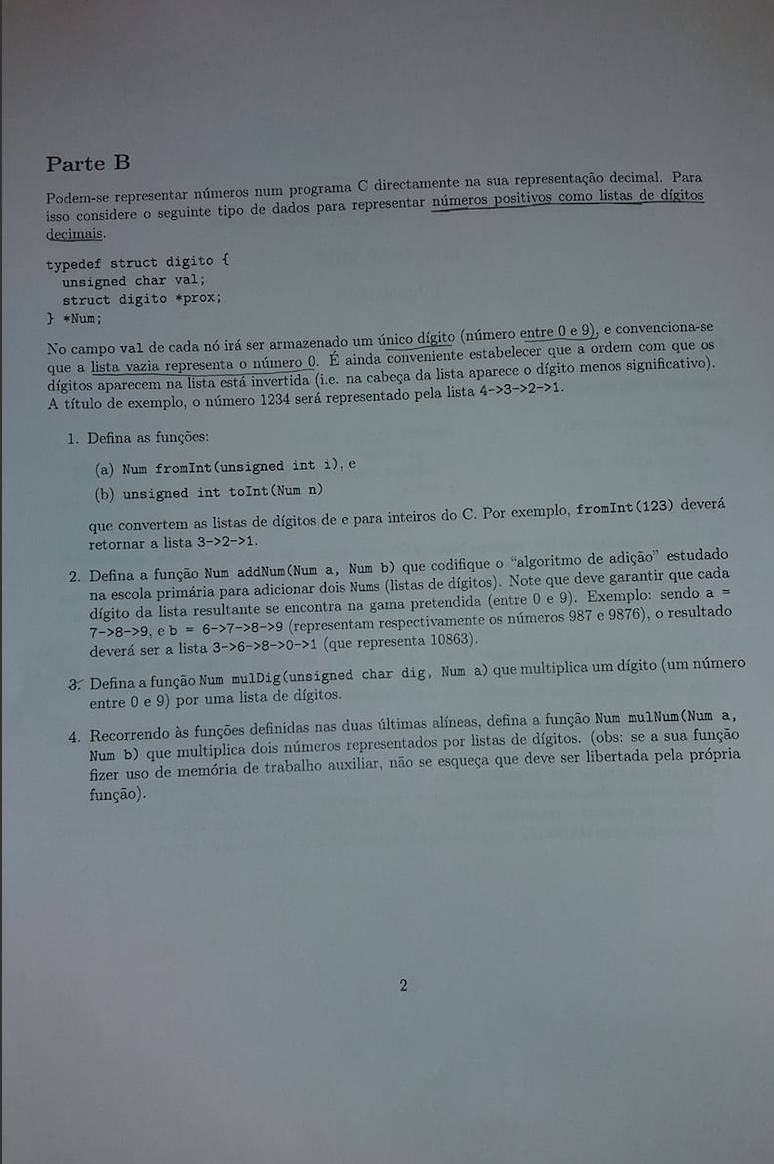 Parte B
Podem-se representar números num programa C directamente na sua representação decimal. Para
isso considere o seguinte tipo de dados para representar números positivos como listas de dígitos
decimais.
typedef struct digito {
unsigned char val;
struct digito *prox;
} *Num;
No campo val de cada nó irá ser armazenado um único dígito (número entre 0 e 9), e convenciona-se
que a lista vazia representa o número 0. É ainda conveniente estabelecer que a ordem com que os
dígitos aparecem na lista está invertida (i.e. na cabeça da lista aparece o dígito menos significativo).
A título de exemplo, o número 1234 será representado pela lista 4->3->2->1.
1. Defina as funções:
(a) Num fromInt(unsigned int i), e
(b) unsigned int toInt(Num n)
que convertem as listas de dígitos de e para inteiros do C. Por exemplo, fromInt(123) deverá
retornar a lista 3->2->1.
2. Defina a função Num addNum(Num a, Num b) que codifique o “algoritmo de adição” estudado
na escola primária para adicionar dois Nums (listas de dígitos). Note que deve garantir que cada
dígito da lista resultante se encontra na gama pretendida (entre 0 e 9). Exemplo: sendo a =
7->8->9, e b = 6->7->8->9 (representam respectivamente os números 987 e 9876), o resultado
deverá ser a lista 3->6->8->0->1 (que representa 10863).
3. Defina a função Num mulDig(unsigned char dig, Num a) que multiplica um dígito (um número
entre 0 e 9) por uma lista de dígitos.
4. Recorrendo às funções definidas nas duas últimas alíneas, defina a função Num mulNum(Num a,
Num b) que multiplica dois números representados por listas de dígitos. (obs: se a sua função
fizer uso de memória de trabalho auxiliar, não se esqueça que deve ser libertada pela própria
função).
2